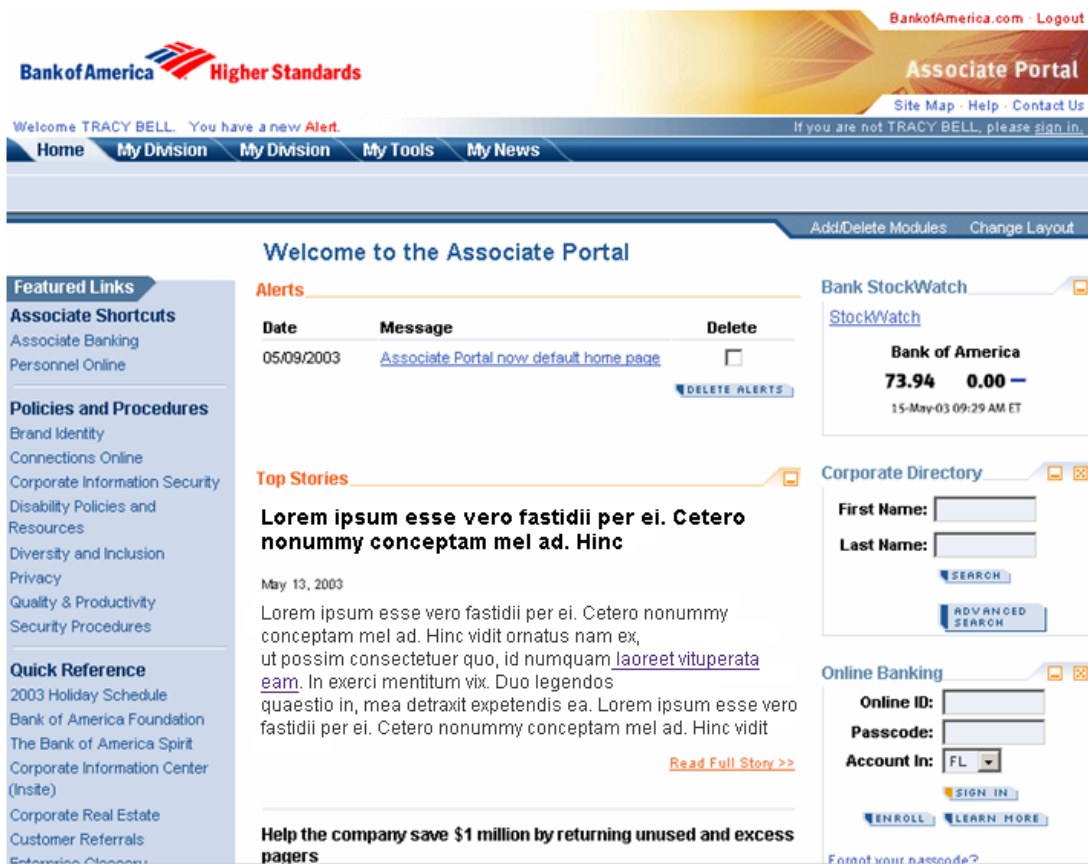 BankofAmerica.com · Logout
Bank of America Higher Standards
Associate Portal
Site Map · Help · Contact Us
Welcome TRACY BELL. You have a new Alert.
If you are not TRACY BELL, please sign in.
Home My Division My Division My Tools My News
Add/Delete Modules Change Layout
Welcome to the Associate Portal
Featured Links
Associate Shortcuts
Associate Banking
Personnel Online
Policies and Procedures
Brand Identity
Connections Online
Corporate Information Security
Disability Policies and
Resources
Diversity and Inclusion
Privacy
Quality & Productivity
Security Procedures
Quick Reference
2003 Holiday Schedule
Bank of America Foundation
The Bank of America Spirit
Corporate Information Center
(Insite)
Corporate Real Estate
Customer Referrals
Enterprise Glossary
Alerts
Date Message Delete
05/09/2003 Associate Portal now default home page
DELETE ALERTS
Top Stories
Lorem ipsum esse vero fastidii per ei. Cetero
nonummy conceptam mel ad. Hinc
May 13, 2003
Lorem ipsum esse vero fastidii per ei. Cetero nonummy
conceptam mel ad. Hinc vidit ornatus nam ex,
ut possim consectetuer quo, id numquam laoreet vituperata
eam. In exerci mentitum vix. Duo legendos
quaestio in, mea detraxit expetendis ea. Lorem ipsum esse vero
fastidii per ei. Cetero nonummy conceptam mel ad. Hinc vidit
Read Full Story >>
Help the company save $1 million by returning unused and excess
pagers
Bank StockWatch
StockWatch
Bank of America
73.94 0.00
15-May-03 09:29 AM ET
Corporate Directory
First Name:
Last Name:
SEARCH
ADVANCED
SEARCH
Online Banking
Online ID:
Passcode:
Account In: FL
SIGN IN
ENROLL LEARN MORE
Forgot your passcode?